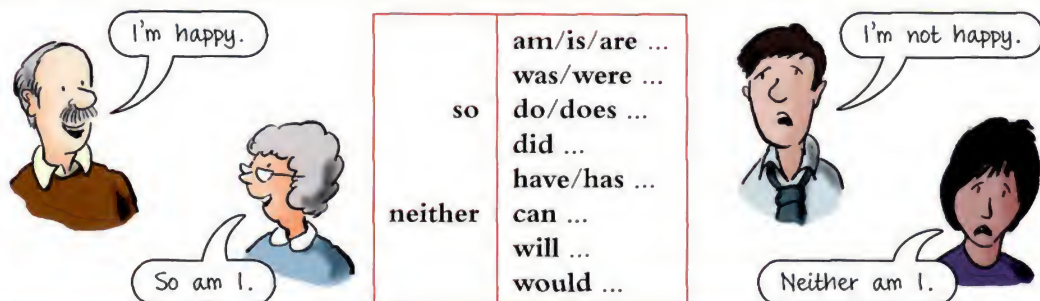 I'm happy.
So am I.
so
neither
am/is/are ...
was/were ...
do/does ...
did ...
have/has ...
can ...
will ...
would ...
I'm not happy.
Neither am I.